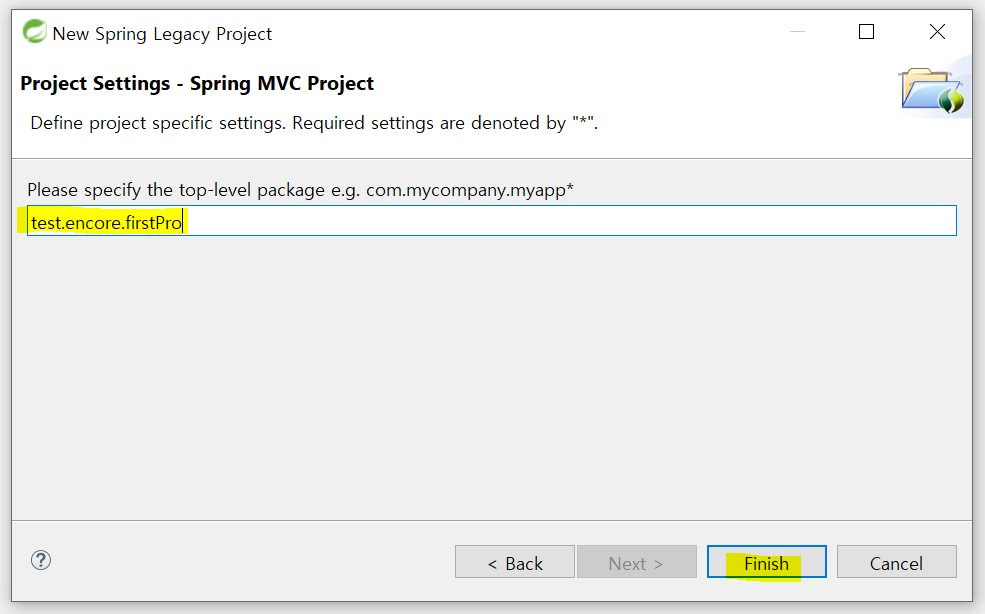 New Spring Legacy Project
Project Settings - Spring MVC Project
Define project specific settings. Required settings are denoted by "*".
Please specify the top-level package e.g. com.mycompany.myapp*
test.encore.firstPro
?
< Back
Next >
Finish
Cancel